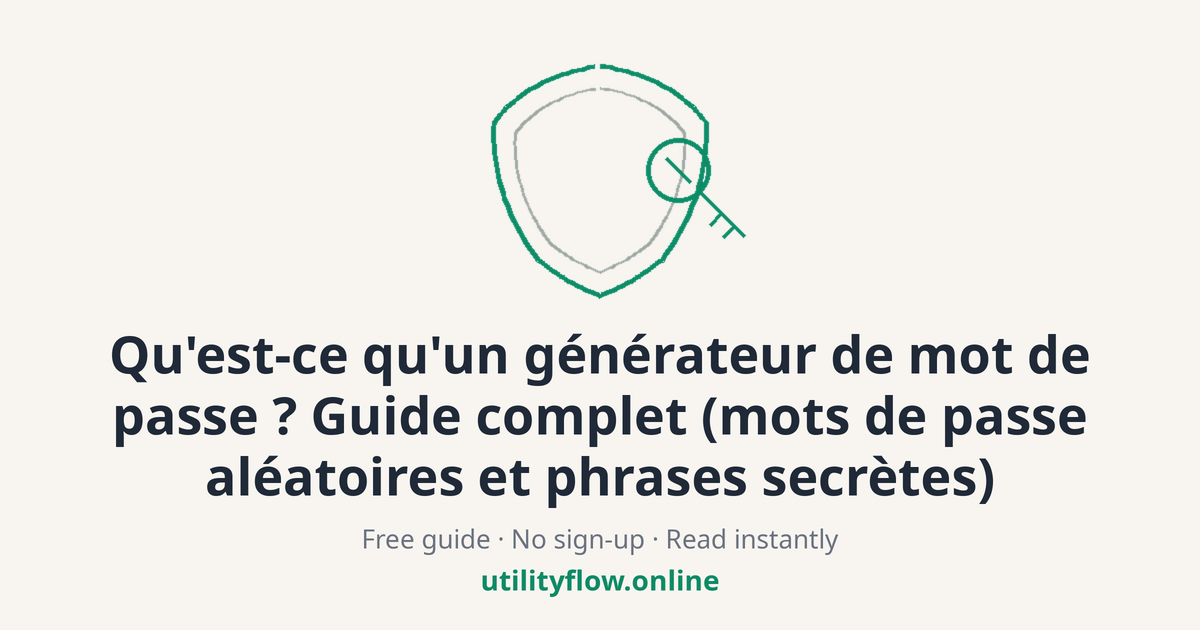 Qu'est-ce qu'un générateur de mot de
passe ? Guide complet (mots de passe
aléatoires et phrases secrètes)
Free guide · No sign-up · Read instantly
utilityflow.online